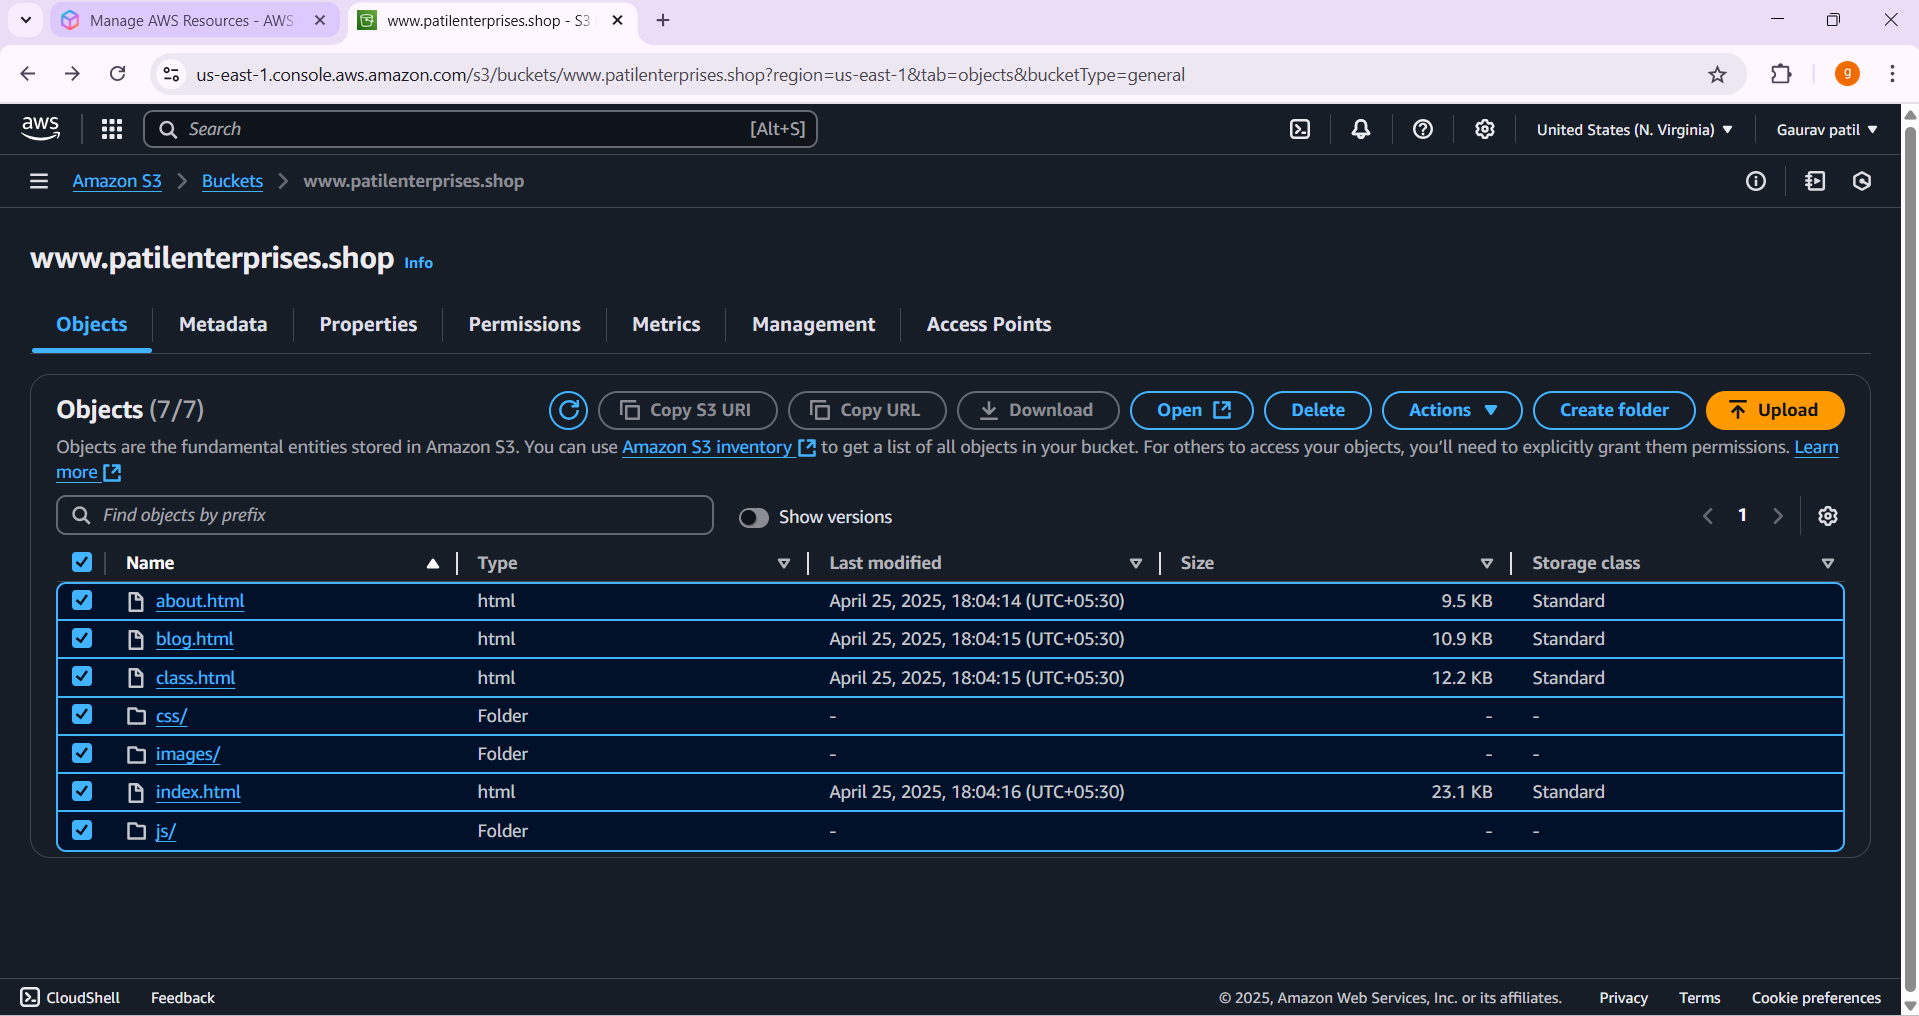 Manage AWS Resources - AWS
www.patilenterprises.shop - S3
us-east-1.console.aws.amazon.com/s3/buckets/www.patilenterprises.shop?region=us-east-1&tab=objects&bucketType=general
g
aws
Search
[Alt+S]
United States (N. Virginia)
Gaurav patil
Amazon S3
Buckets
www.patilenterprises.shop
www.patilenterprises.shop Info
Objects
Metadata
Properties
Permissions
Metrics
Management
Access Points
Objects (7/7)
Copy S3 URI
Copy URL
Download
Open
Delete
Actions
Create folder
Upload
Objects are the fundamental entities stored in Amazon S3. You can use Amazon S3 inventory to get a list of all objects in your bucket. For others to access your objects, you’ll need to explicitly grant them permissions. Learn
more
Find objects by prefix
Show versions
1
Name Type Last modified Size Storage class
about.html html April 25, 2025, 18:04:14 (UTC+05:30) 9.5 KB Standard
blog.html html April 25, 2025, 18:04:15 (UTC+05:30) 10.9 KB Standard
class.html html April 25, 2025, 18:04:15 (UTC+05:30) 12.2 KB Standard
css/ Folder - - -
images/ Folder - - -
index.html html April 25, 2025, 18:04:16 (UTC+05:30) 23.1 KB Standard
js/ Folder - - -
CloudShell
Feedback
© 2025, Amazon Web Services, Inc. or its affiliates.
Privacy
Terms
Cookie preferences